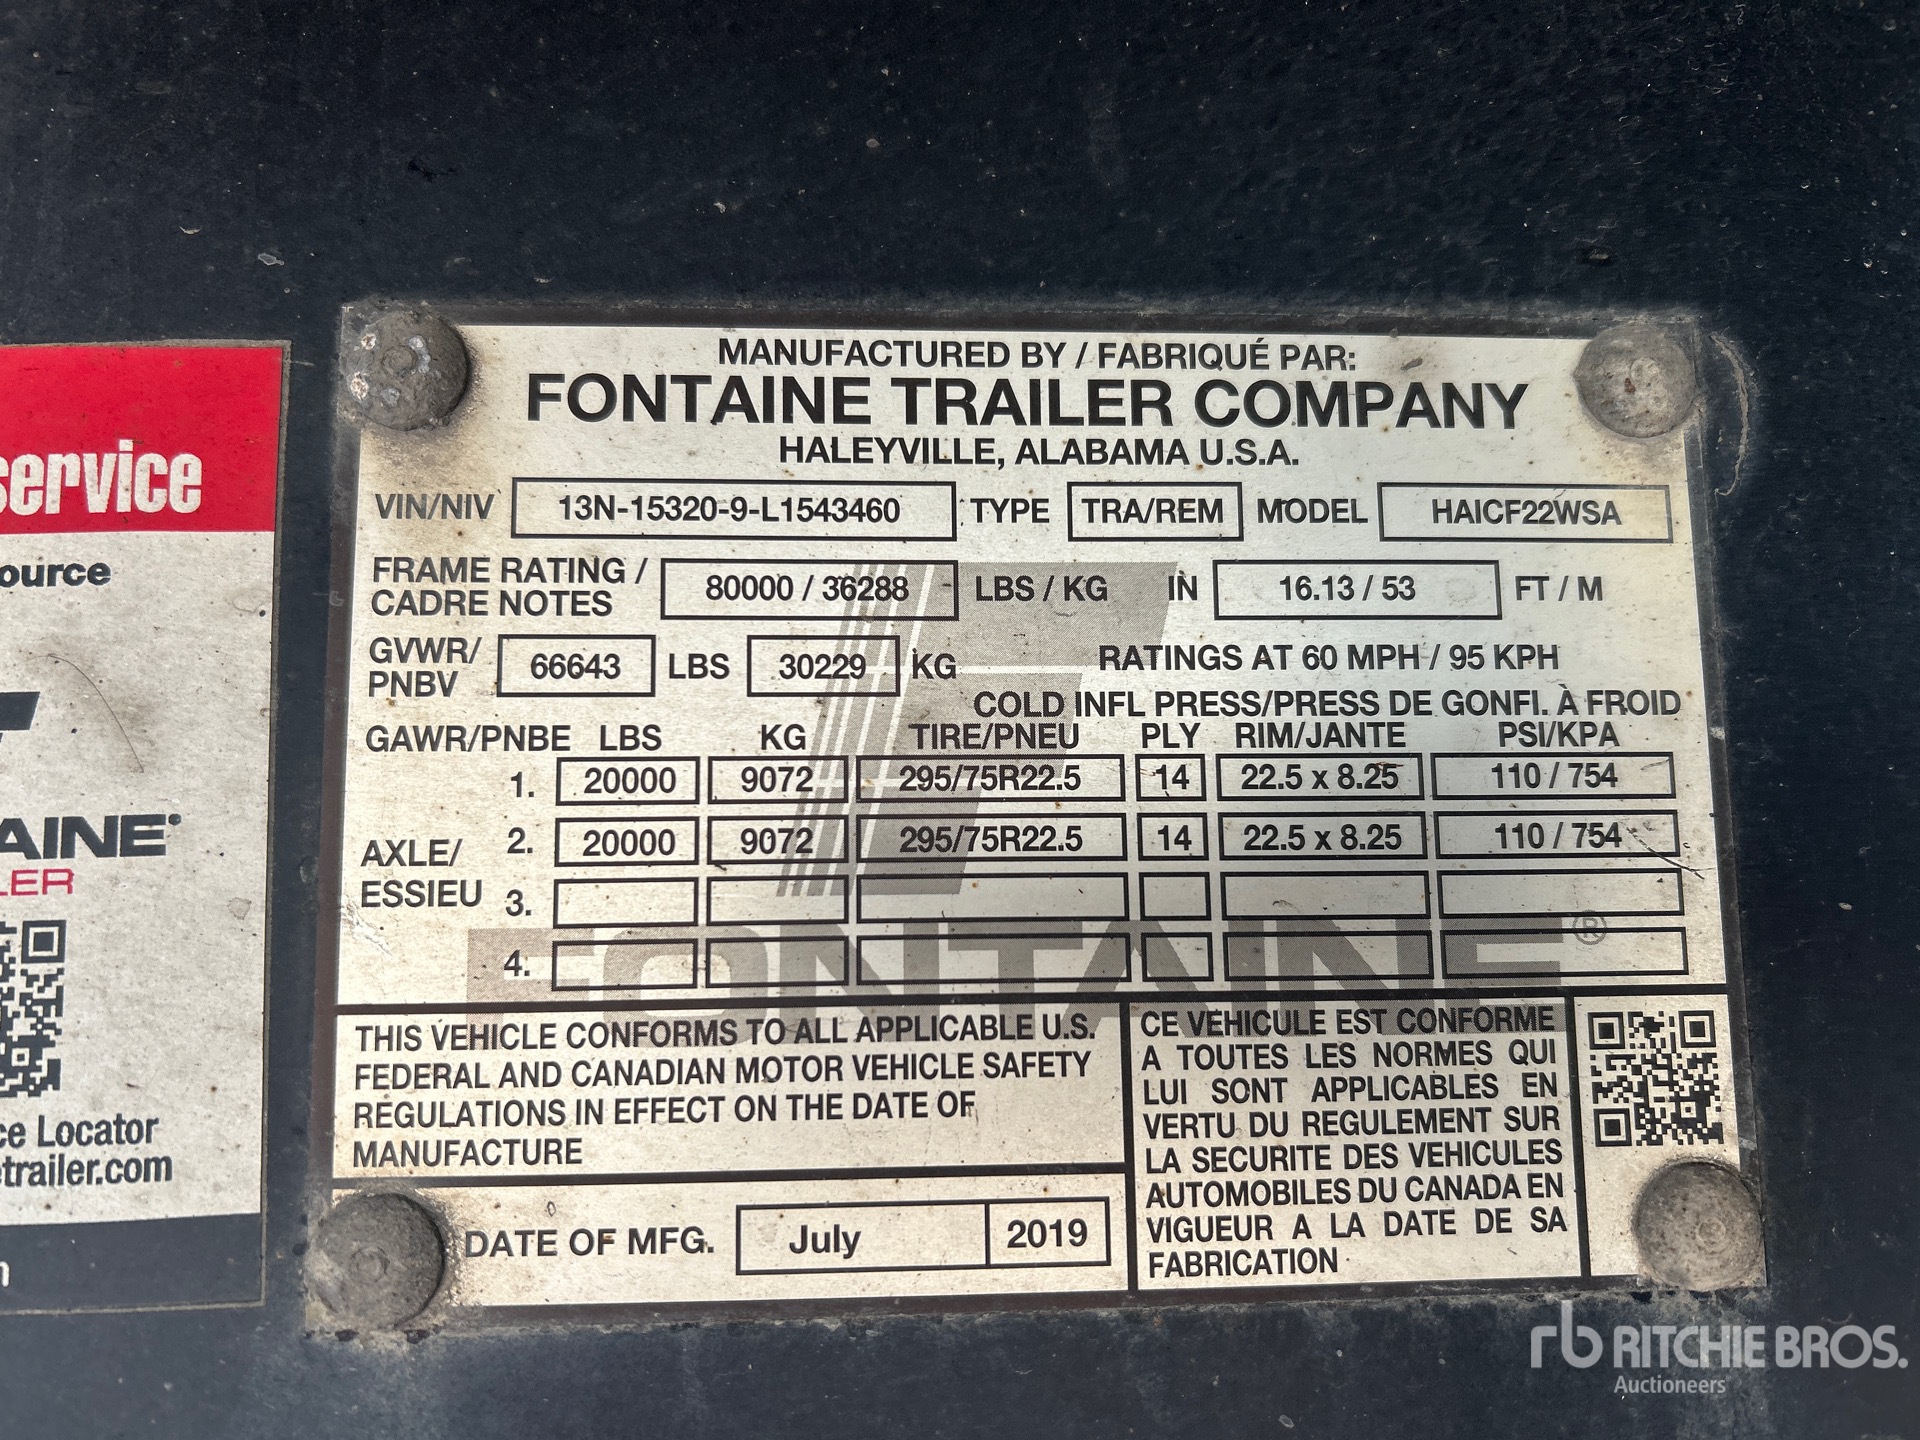 service
ource
AINE
LER
ce Locator
etrailer.com
MANUFACTURED BY / FABRIQUÉ PAR:
FONTAINE TRAILER COMPANY
HALEYVILLE, ALABAMA U.S.A.
VIN/NIV 13N-15320-9-L1543460 TYPE TRA/REM MODEL HAICF22WSA
FRAME RATING / CADRE NOTES 80000 / 36288 LBS / KG IN 16.13 / 53 FT / M
GVWR/ PNBV 66643 LBS 30229 KG RATINGS AT 60 MPH / 95 KPH
COLD INFL PRESS/PRESS DE GONFI. À FROID
GAWR/PNBE LBS KG TIRE/PNEU PLY RIM/JANTE PSI/KPA
1. 20000 9072 295/75R22.5 14 22.5 x 8.25 110 / 754
AXLE/ ESSIEU 2. 20000 9072 295/75R22.5 14 22.5 x 8.25 110 / 754
3.
4.
FONTAINE®
THIS VEHICLE CONFORMS TO ALL APPLICABLE U.S.
FEDERAL AND CANADIAN MOTOR VEHICLE SAFETY
REGULATIONS IN EFFECT ON THE DATE OF
MANUFACTURE
DATE OF MFG. July 2019
CE VEHICULE EST CONFORME
A TOUTES LES NORMES QUI
LUI SONT APPLICABLES EN
VERTU DU REGULEMENT SUR
LA SECURITE DES VEHICULES
AUTOMOBILES DU CANADA EN
VIGUEUR A LA DATE DE SA
FABRICATION
rb RITCHIE BROS.
Auctioneers